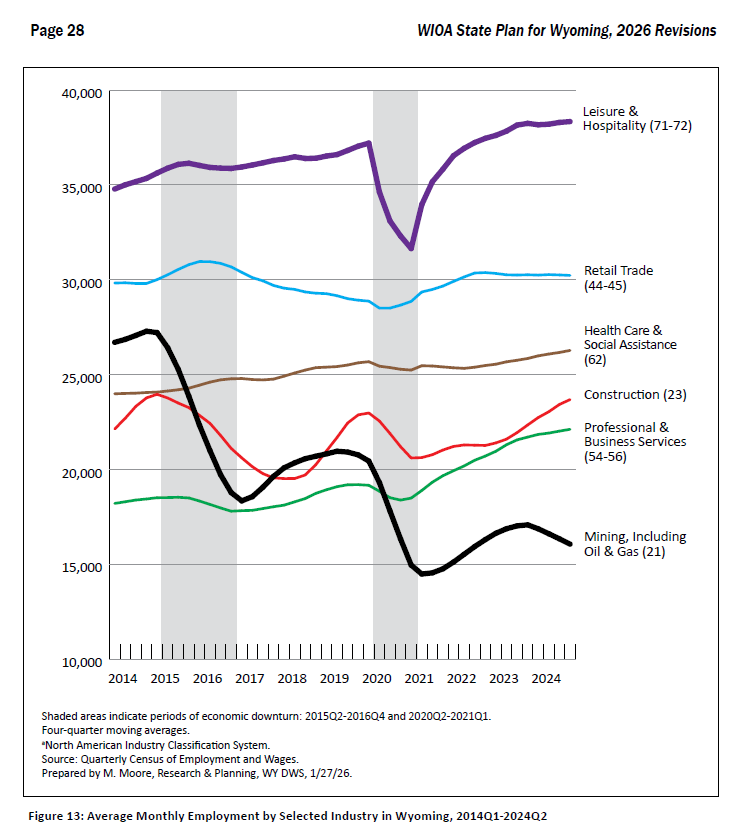 Page 28
WIOA State Plan for Wyoming, 2026 Revisions
40,000
35,000
30,000
25,000
20,000
15,000
10,000
Leisure &
Hospitality (71-72)
Retail Trade
(44-45)
Health Care &
Social Assistance
(62)
Construction (23)
Professional &
Business Services
(54-56)
Mining, Including
Oil & Gas (21)
2014 2015 2016 2017 2018 2019 2020 2021 2022 2023 2024
Shaded areas indicate periods of economic downturn: 2015Q2-2016Q4 and 2020Q2-2021Q1.
Four-quarter moving averages.
ᵃNorth American Industry Classification System.
Source: Quarterly Census of Employment and Wages.
Prepared by M. Moore, Research & Planning, WY DWS, 1/27/26.
Figure 13: Average Monthly Employment by Selected Industry in Wyoming, 2014Q1-2024Q2